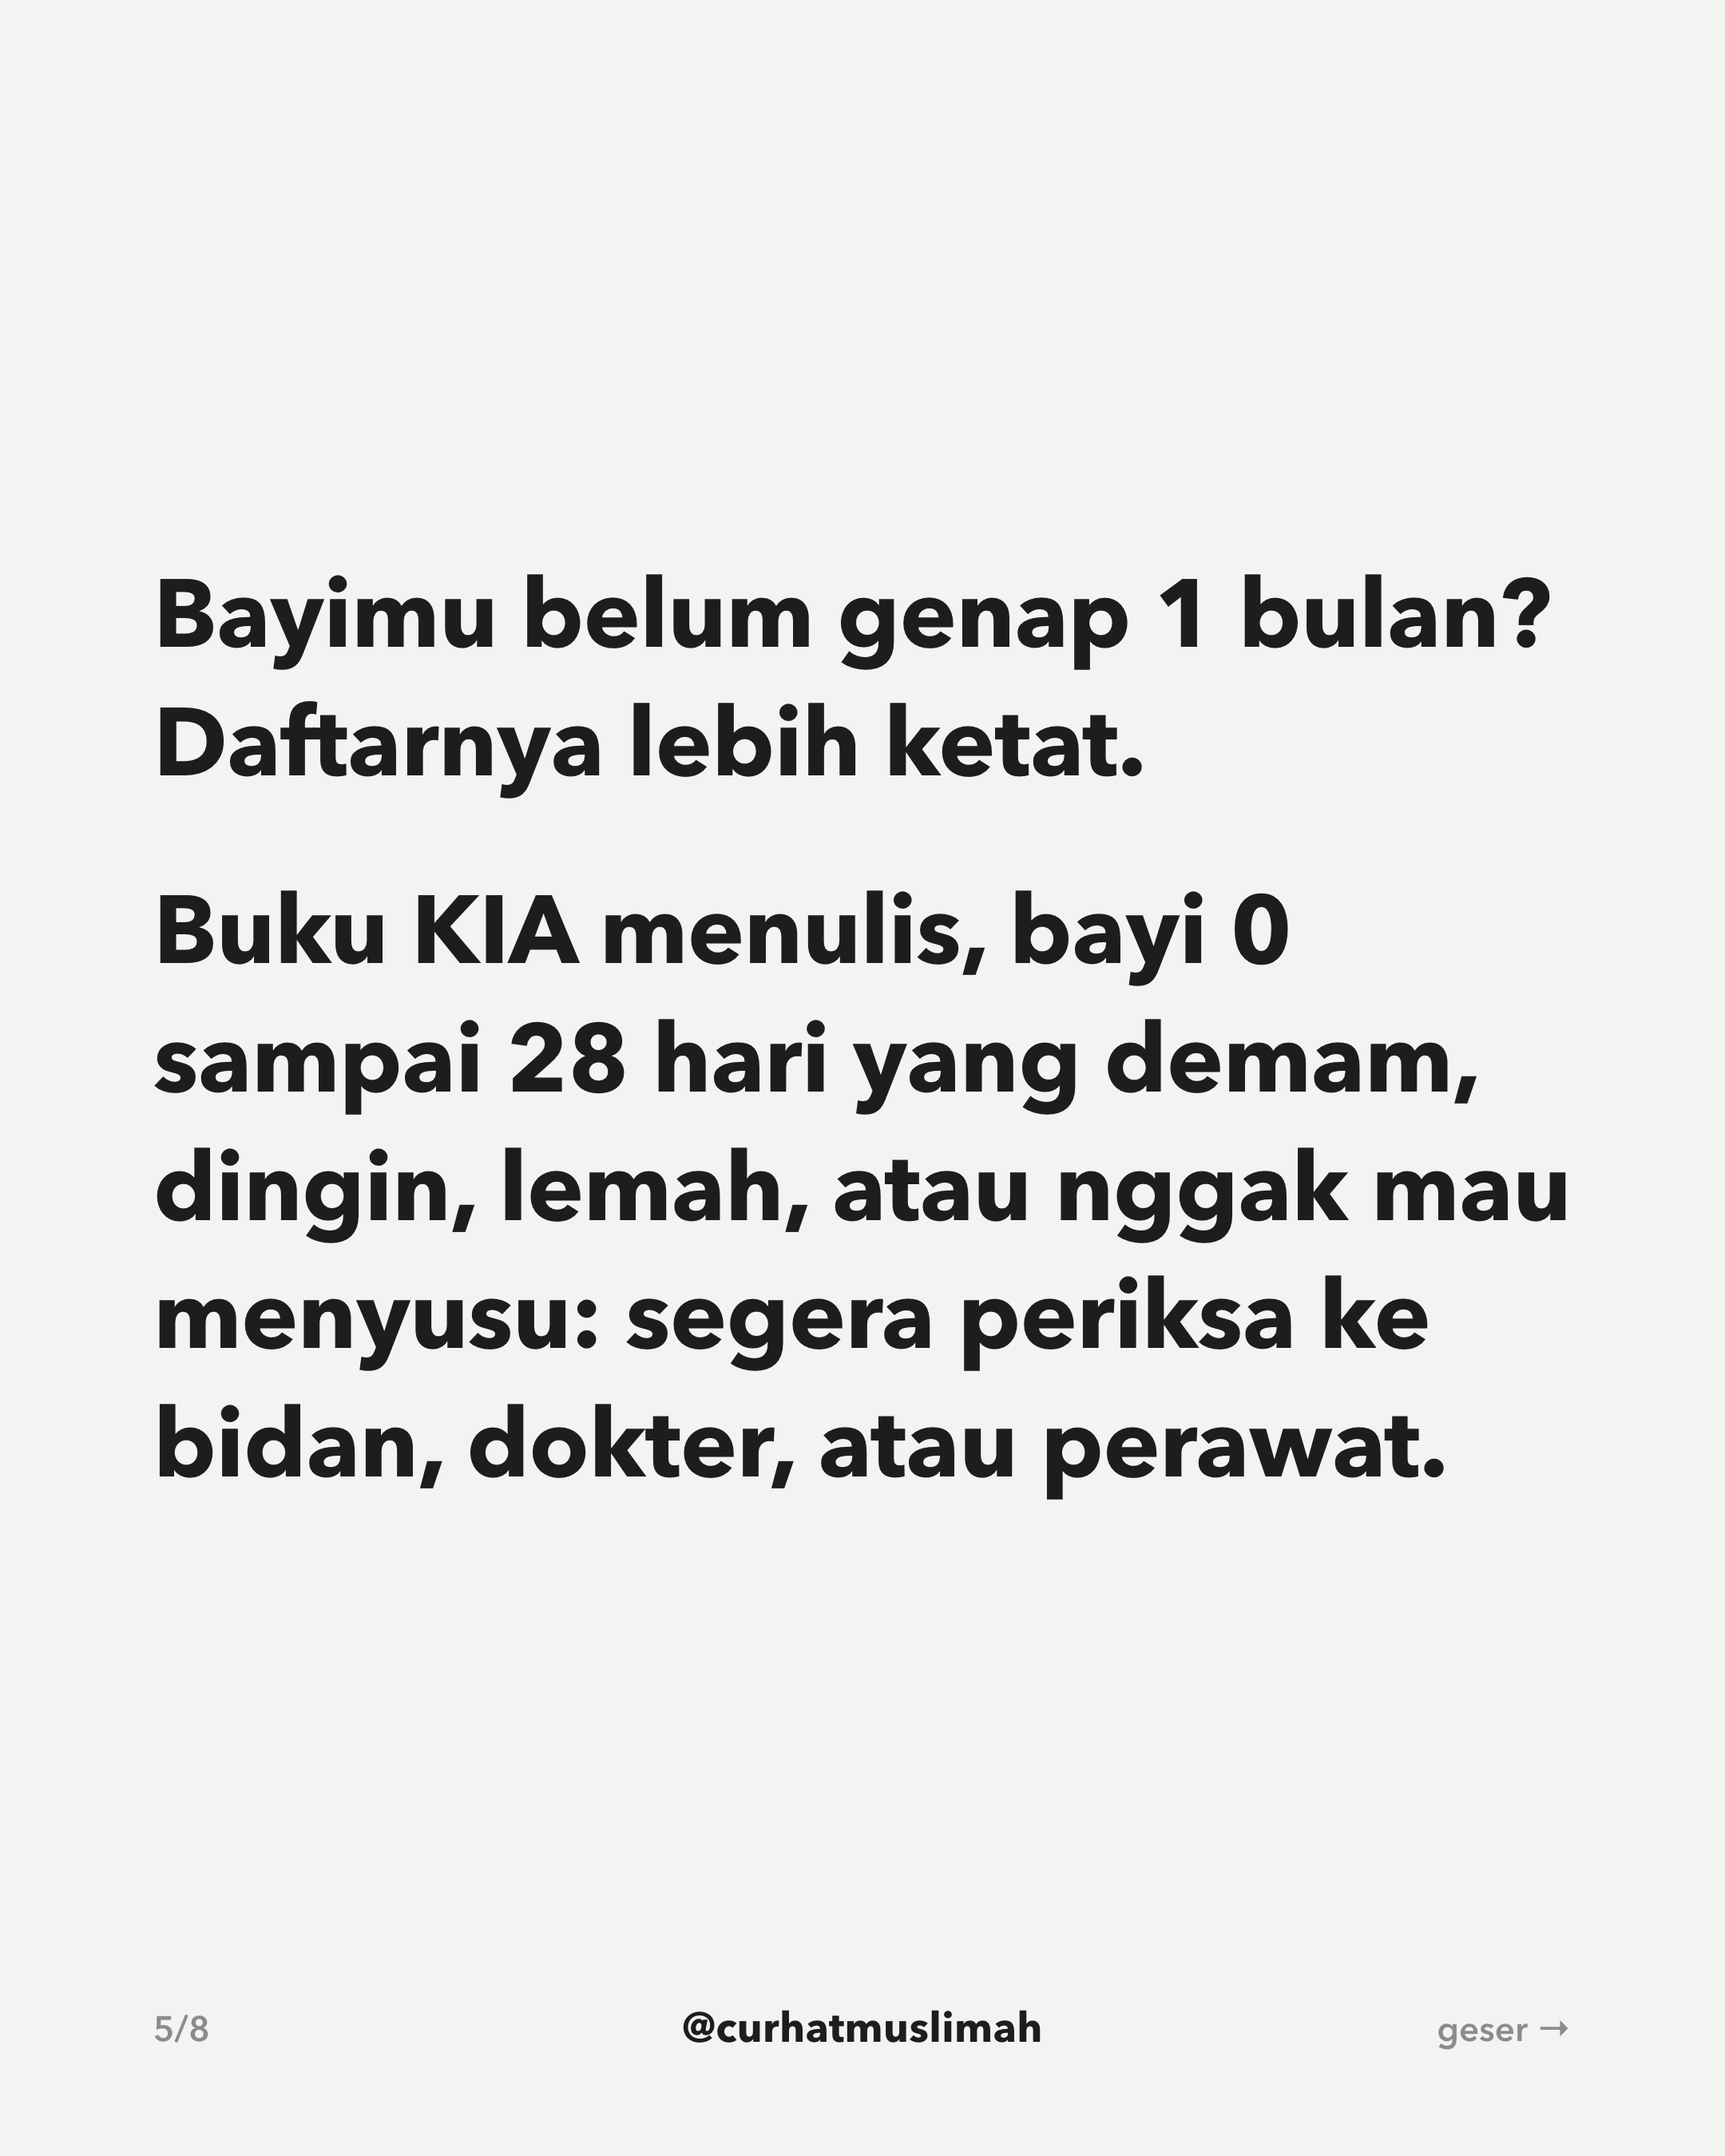 Bayimu belum genap 1 bulan?
Daftarnya lebih ketat.
Buku KIA menulis, bayi 0
sampai 28 hari yang demam,
dingin, lemah, atau nggak mau
menyusu: segera periksa ke
bidan, dokter, atau perawat.
5/8
@curhatmuslimah
geser →